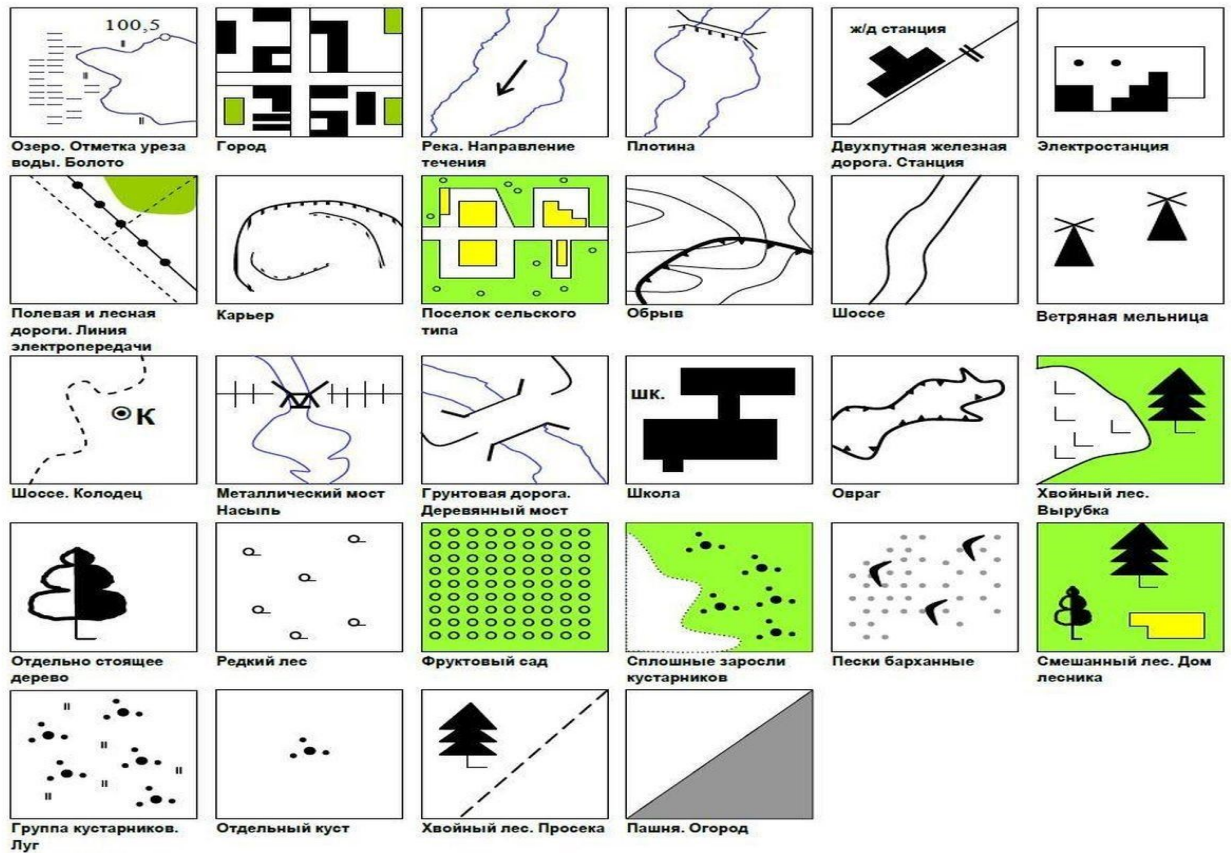 100,5
ж/д станция
Озеро. Отметка уреза
воды. Болото
Город
Река. Направление
течения
Плотина
Двухпутная железная
дорога. Станция
Электростанция
Полевая и лесная
дороги. Линия
электропередачи
Карьер
Поселок сельского
типа
Обрыв
Шоссе
Ветряная мельница
К
шк.
Шоссе. Колодец
Металлический мост
Насыпь
Грунтовая дорога.
Деревянный мост
Школа
Овраг
Хвойный лес.
Вырубка
Отдельно стоящее
дерево
Редкий лес
Фруктовый сад
Сплошные заросли
кустарников
Пески барханные
Смешанный лес. Дом
лесника
Группа кустарников.
Луг
Отдельный куст
Хвойный лес. Просека
Пашня. Огород